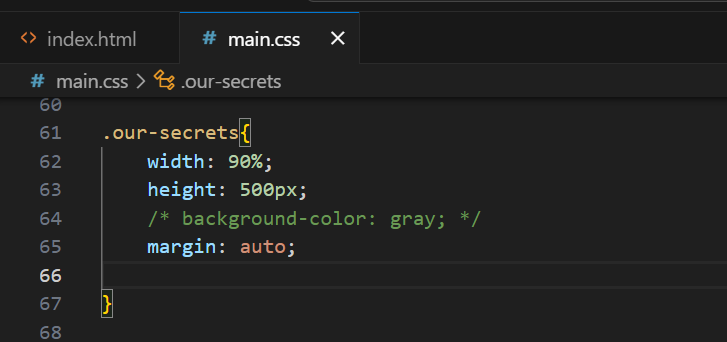 <> index.html # main.css ×
# main.css > .our-secrets
60
61 .our-secrets{
62 width: 90%;
63 height: 500px;
64 /* background-color: gray; */
65 margin: auto;
66
67 }
68